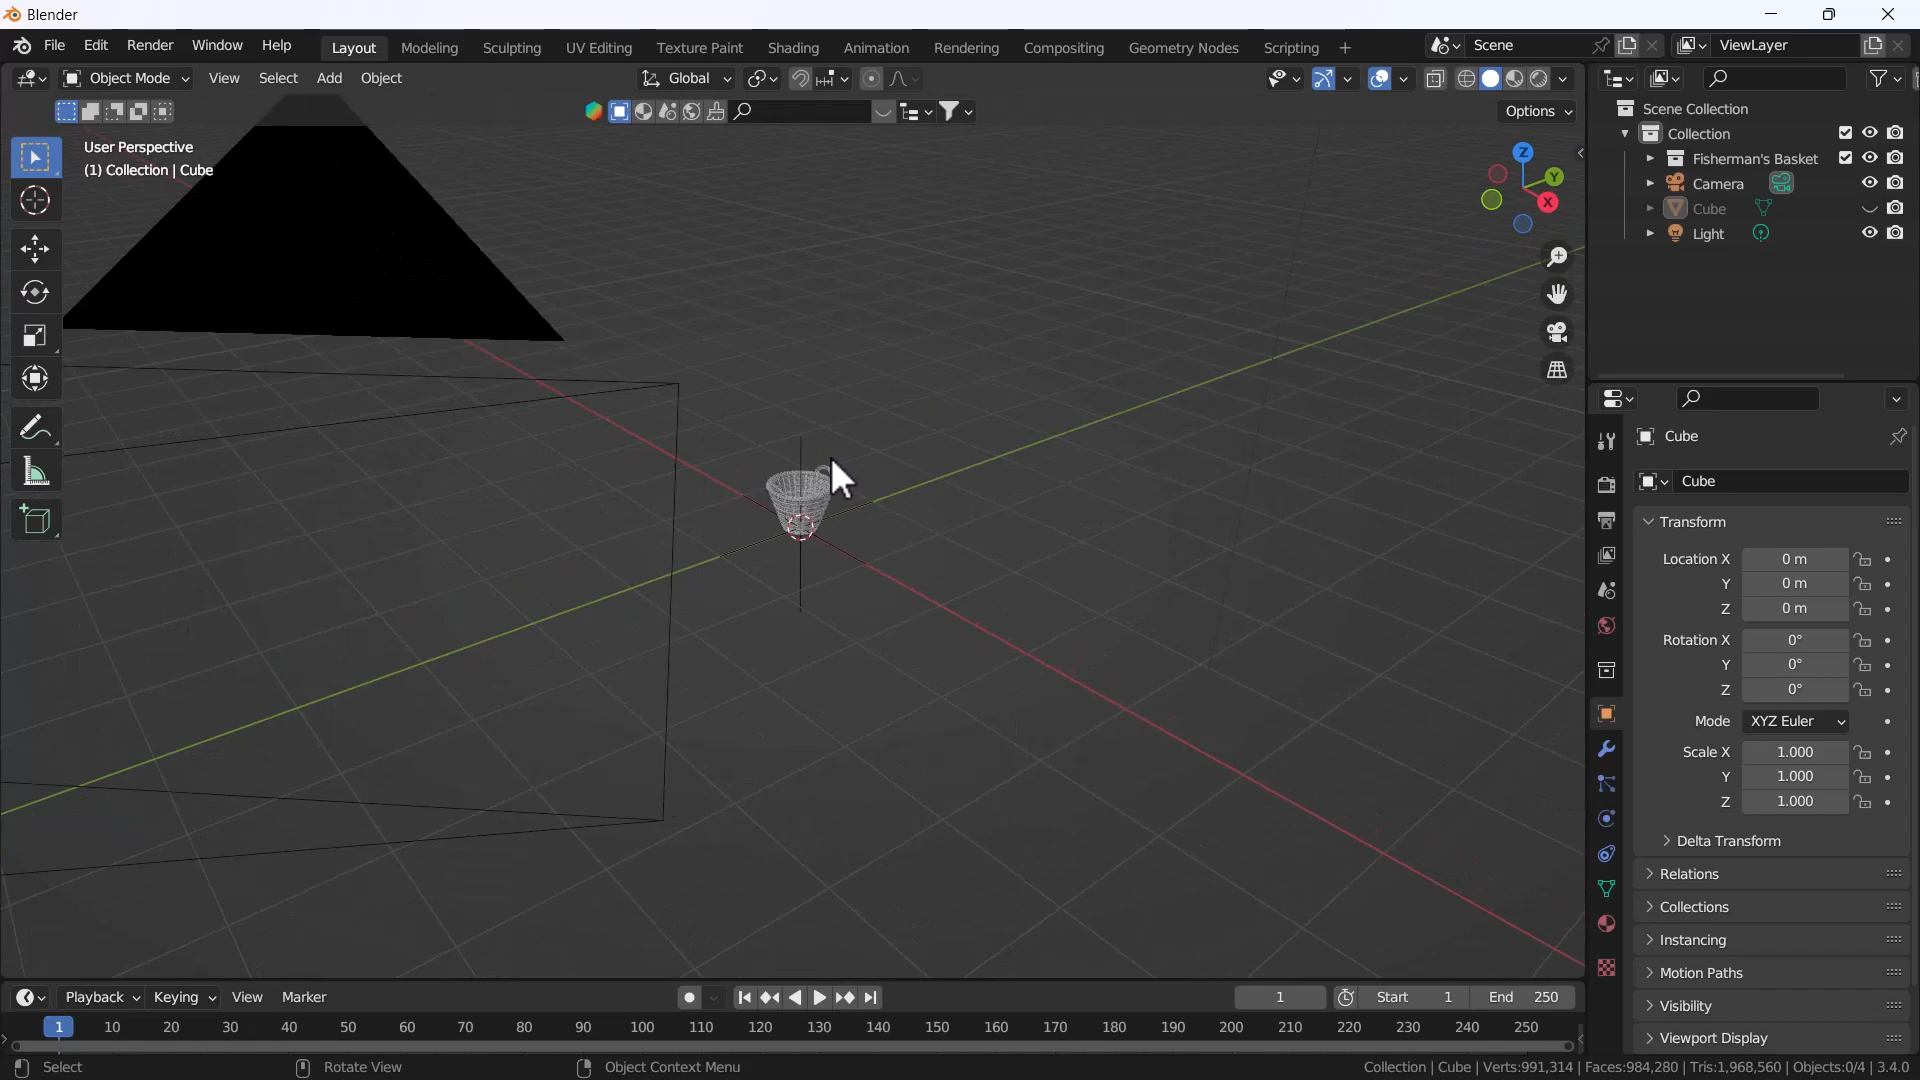 Blender
File Edit Render Window Help Layout Modeling Sculpting UV Editing Texture Paint Shading Animation Rendering Compositing Geometry Nodes Scripting + Scene ViewLayer
Object Mode View Select Add Object Global
Options
User Perspective
(1) Collection | Cube
Z
Y
X
Scene Collection
Collection
Fisherman's Basket
Camera
Cube
Light
Cube
Cube
Transform
Location X 0 m
Y 0 m
Z 0 m
Rotation X 0°
Y 0°
Z 0°
Mode XYZ Euler
Scale X 1.000
Y 1.000
Z 1.000
Delta Transform
Relations
Collections
Instancing
Motion Paths
Visibility
Viewport Display
Playback Keying View Marker 1 Start 1 End 250
1 10 20 30 40 50 60 70 80 90 100 110 120 130 140 150 160 170 180 190 200 210 220 230 240 250
Select Rotate View Object Context Menu Collection | Cube | Verts:991,314 | Faces:984,280 | Tris:1,968,560 | Objects:0/4 | 3.4.0